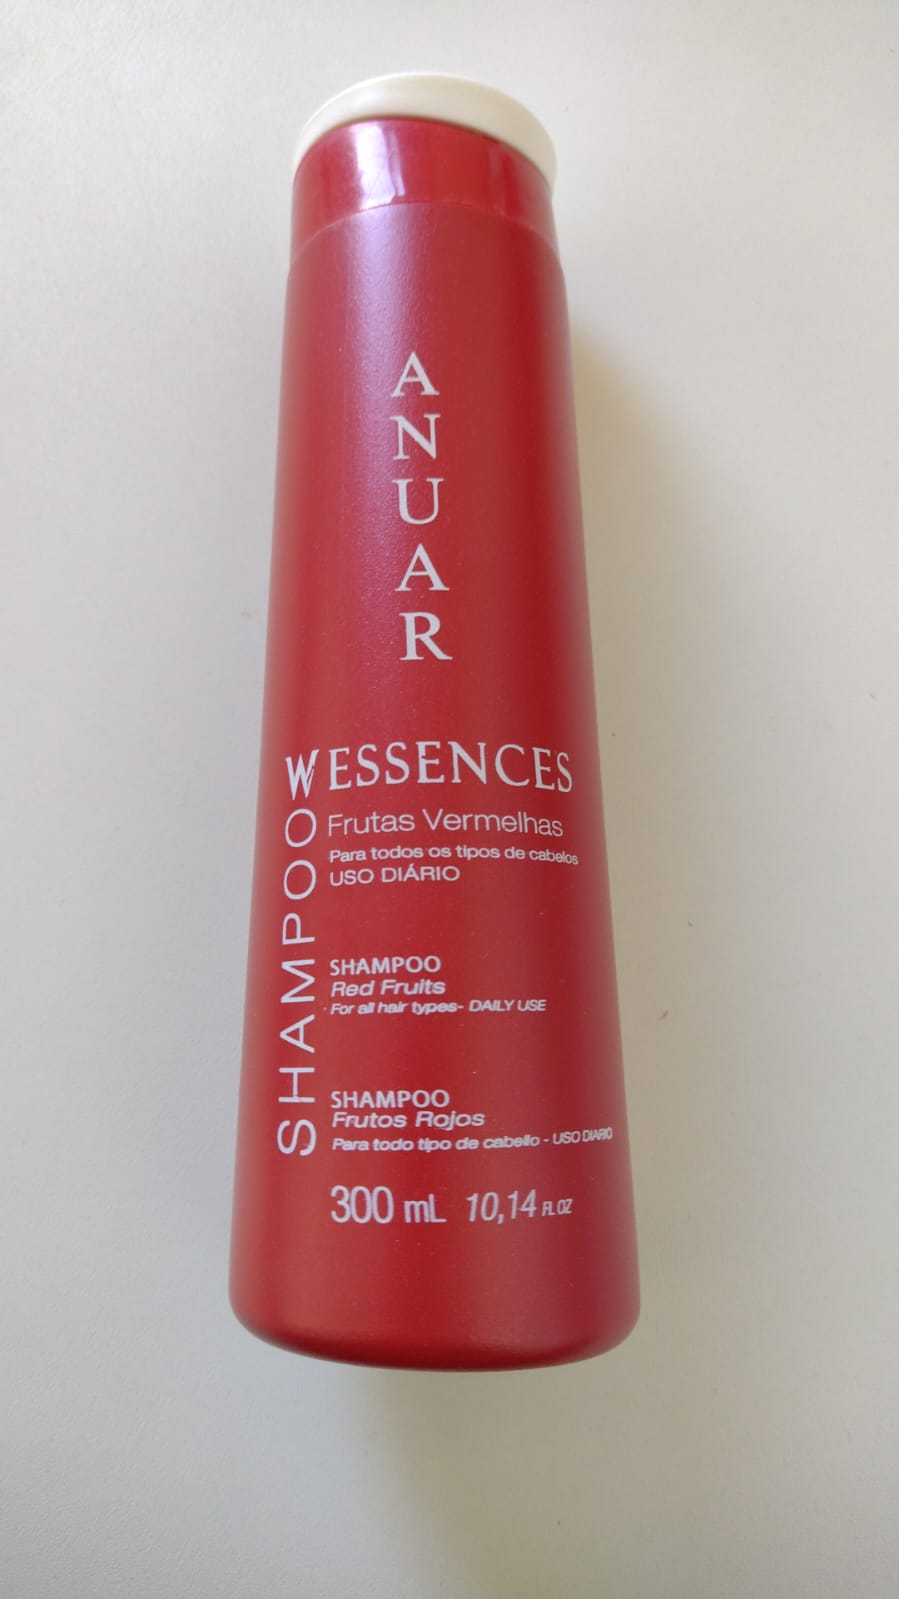 ANUAR
WESSENCES
SHAMPOO
Frutas Vermelhas
Para todos os tipos de cabelos
USO DIÁRIO
SHAMPOO
Red Fruits
For all hair types- DAILY USE
SHAMPOO
Frutos Rojos
Para todo tipo de cabello - USO DIARIO
300 mL 10,14 FL OZ